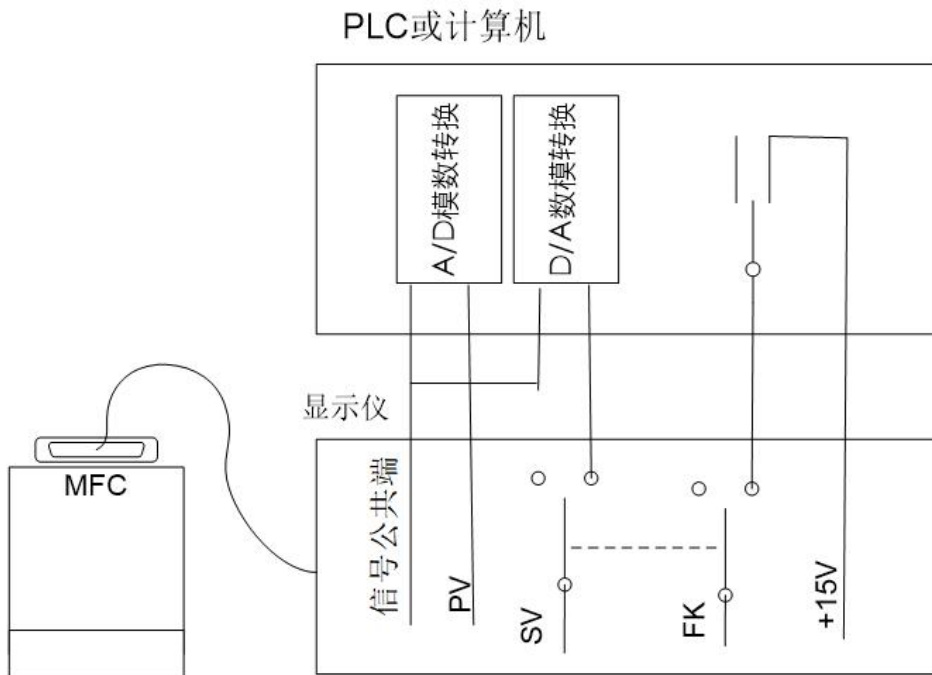 PLC或计算机
A/D模数转换
D/A数模转换
显示仪
MFC
信号公共端
PV
SV
FK
+15V